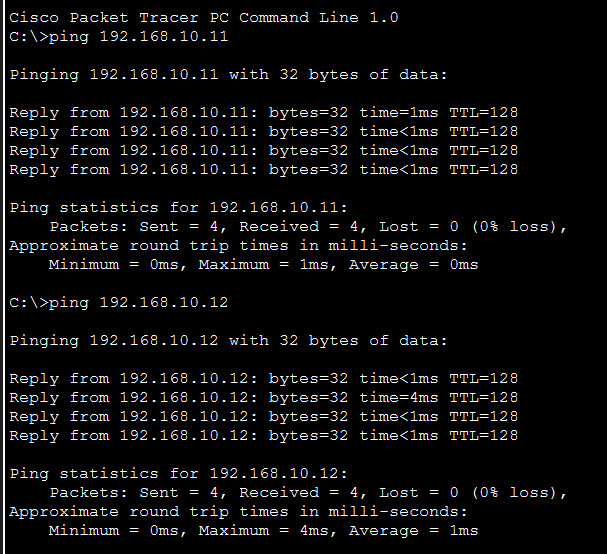 Cisco Packet Tracer PC Command Line 1.0
C:\>ping 192.168.10.11
Pinging 192.168.10.11 with 32 bytes of data:
Reply from 192.168.10.11: bytes=32 time=1ms TTL=128
Reply from 192.168.10.11: bytes=32 time<1ms TTL=128
Reply from 192.168.10.11: bytes=32 time<1ms TTL=128
Reply from 192.168.10.11: bytes=32 time<1ms TTL=128
Ping statistics for 192.168.10.11:
Packets: Sent = 4, Received = 4, Lost = 0 (0% loss),
Approximate round trip times in milli-seconds:
Minimum = 0ms, Maximum = 1ms, Average = 0ms
C:\>ping 192.168.10.12
Pinging 192.168.10.12 with 32 bytes of data:
Reply from 192.168.10.12: bytes=32 time<1ms TTL=128
Reply from 192.168.10.12: bytes=32 time=4ms TTL=128
Reply from 192.168.10.12: bytes=32 time<1ms TTL=128
Reply from 192.168.10.12: bytes=32 time<1ms TTL=128
Ping statistics for 192.168.10.12:
Packets: Sent = 4, Received = 4, Lost = 0 (0% loss),
Approximate round trip times in milli-seconds:
Minimum = 0ms, Maximum = 4ms, Average = 1ms